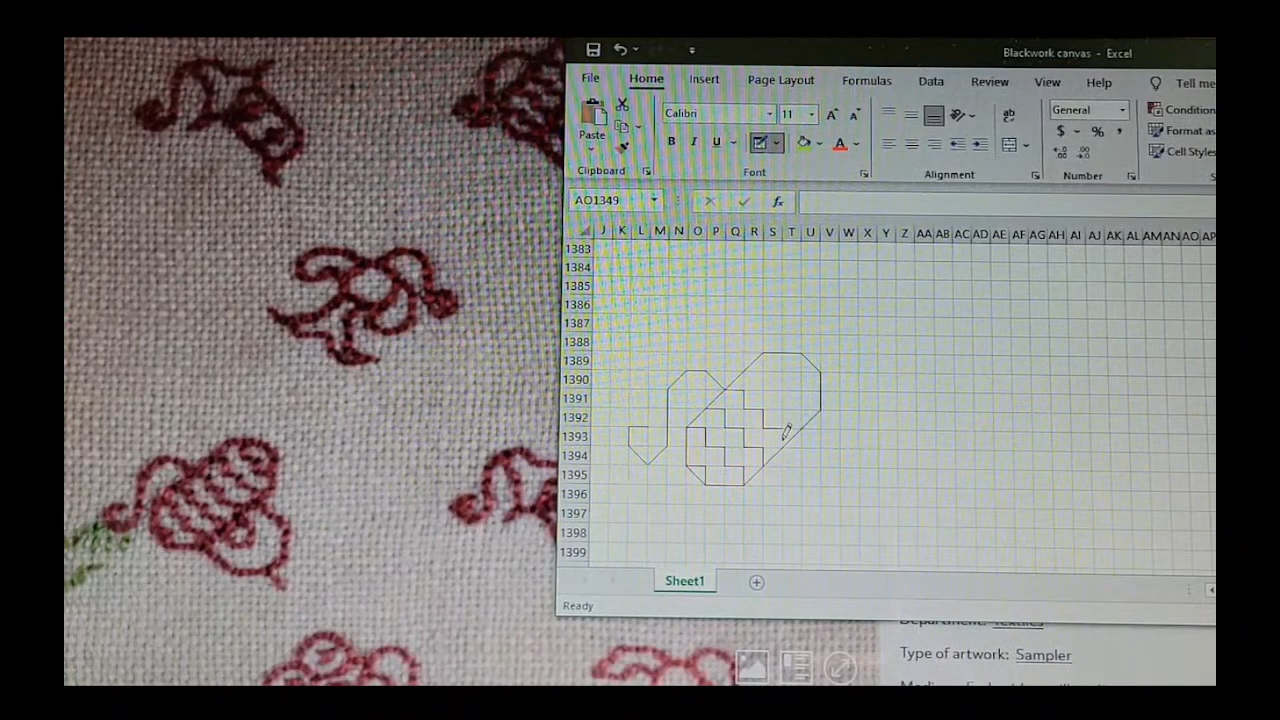 Blackwork canvas - Excel
File Home Insert Page Layout Formulas Data Review View Help Tell me
Calibri 11 General
Paste B I U A $ % , Condition
Format as
Cell Styles
Clipboard Font Alignment Number
AO1349 fx
J K L M N O P Q R S T U V W X Y Z AA AB AC AD AE AF AG AH AI AJ AK AL AM AN AO AP
1383
1384
1385
1386
1387
1388
1389
1390
1391
1392
1393
1394
1395
1396
1397
1398
1399
Sheet1
Ready
Type of artwork: Sampler